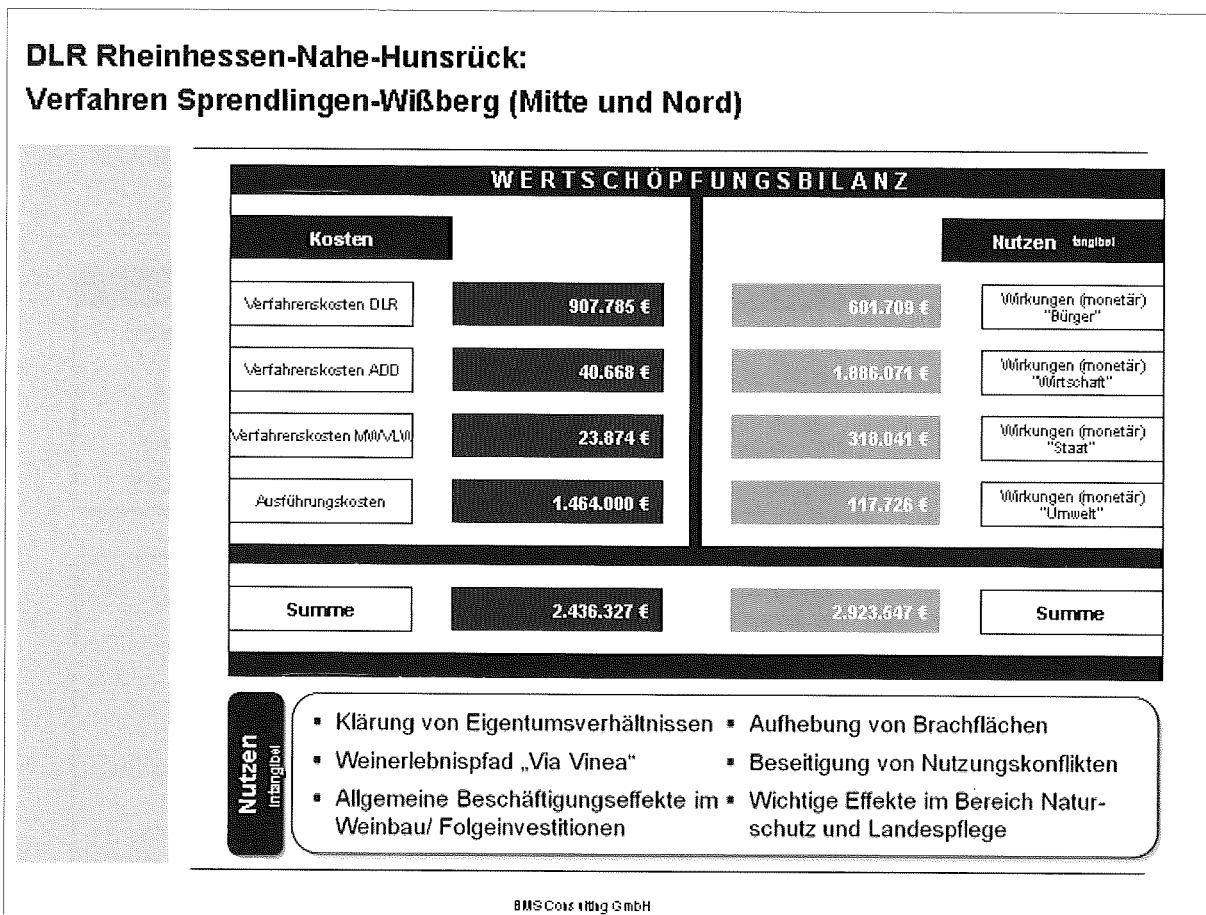 DLR Rheinhessen-Nahe-Hunsrück:
Verfahren Sprendlingen-Wißberg (Mitte und Nord)
WERTSCHÖPFUNGSBILANZ
Kosten
Nutzen tangibel
Verfahrenskosten DLR 907.785 € 601.709 € Wirkungen (monetär)
"Bürger"
Verfahrenskosten ADD 40.668 € 1.886.071 € Wirkungen (monetär)
"Wirtschaft"
Verfahrenskosten MWVLW 23.874 € 318.041 € Wirkungen (monetär)
"Staat"
Ausführungskosten 1.464.000 € 117.726 € Wirkungen (monetär)
"Umwelt"
Summe 2.436.327 € 2.923.547 € Summe
Nutzen
Intangibel
▪ Klärung von Eigentumsverhältnissen
▪ Weinerlebnispfad „Via Vinea“
▪ Allgemeine Beschäftigungseffekte im
Weinbau/ Folgeinvestitionen
▪ Aufhebung von Brachflächen
▪ Beseitigung von Nutzungskonflikten
▪ Wichtige Effekte im Bereich Natur-
schutz und Landespflege
BMS Consulting GmbH